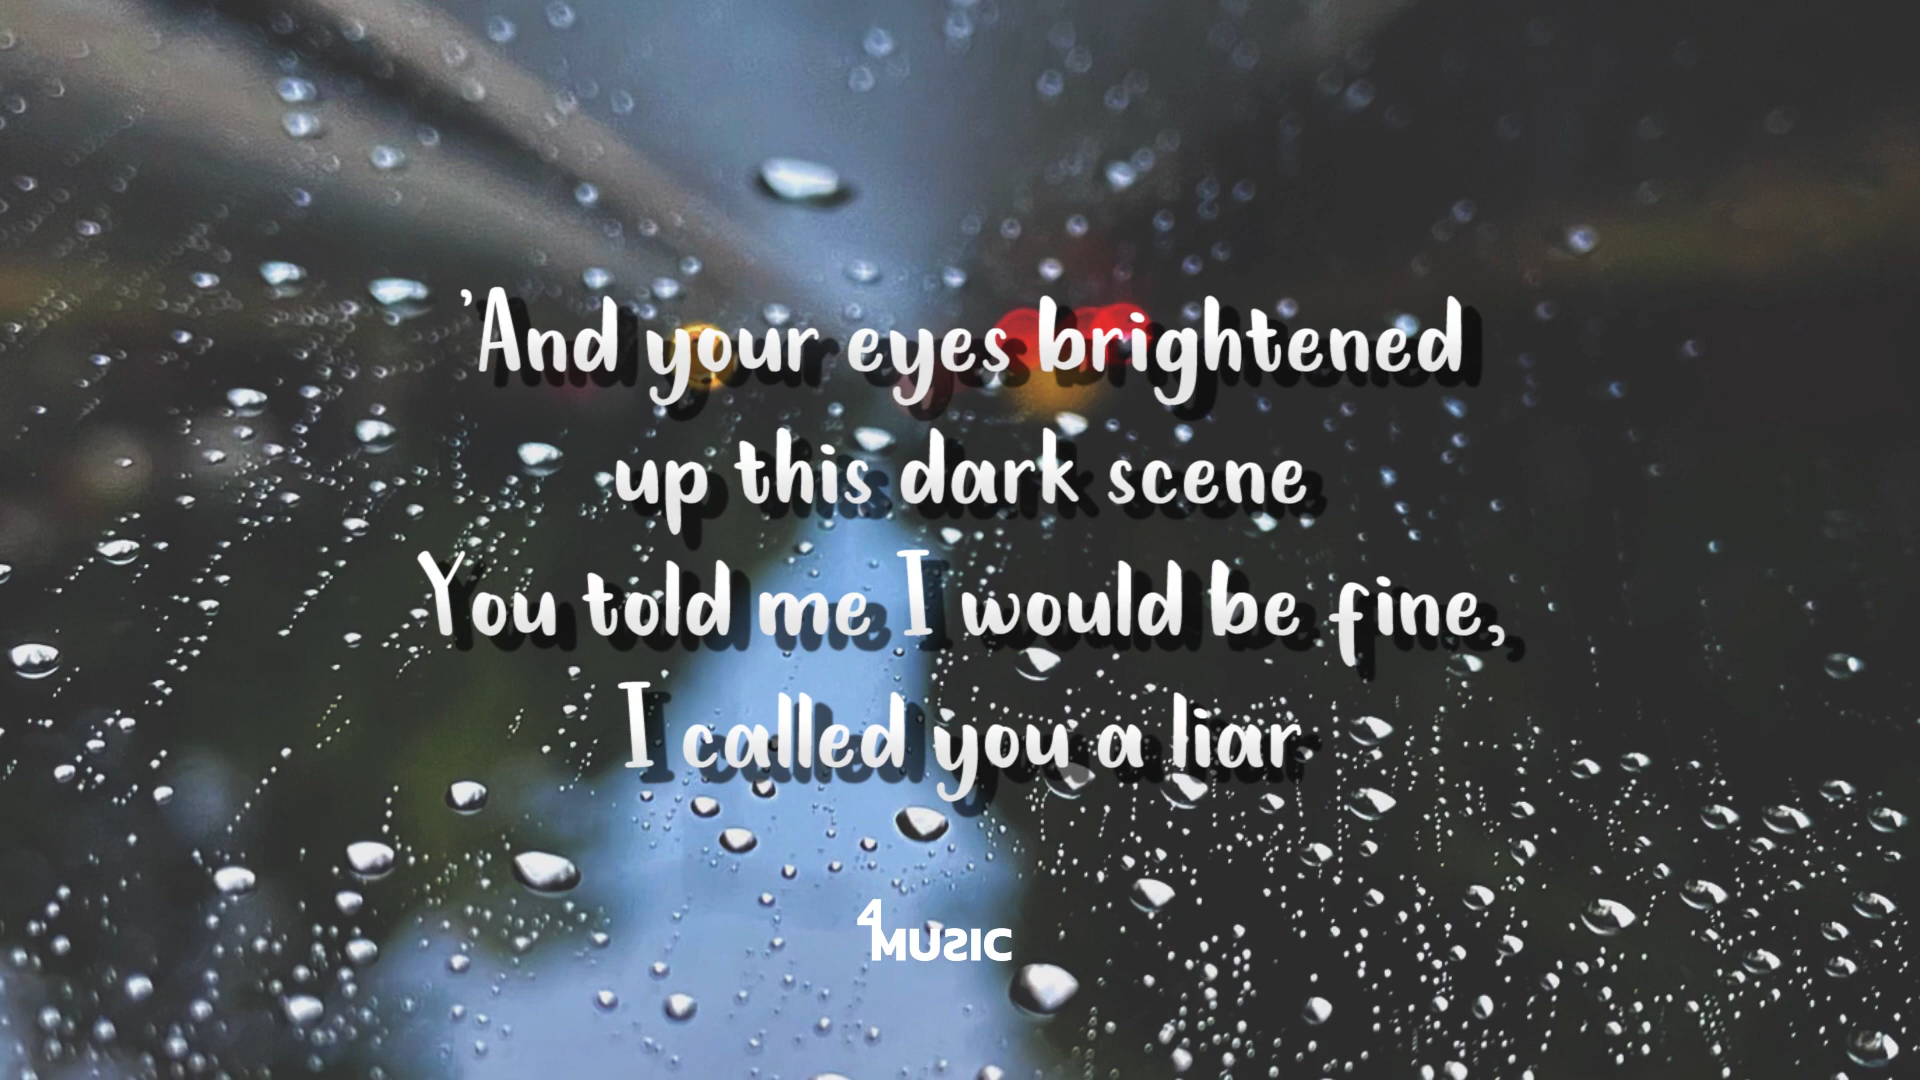 'And your eyes brightened
up this dark scene
You told me I would be fine,
I called you a liar
4MUSIC